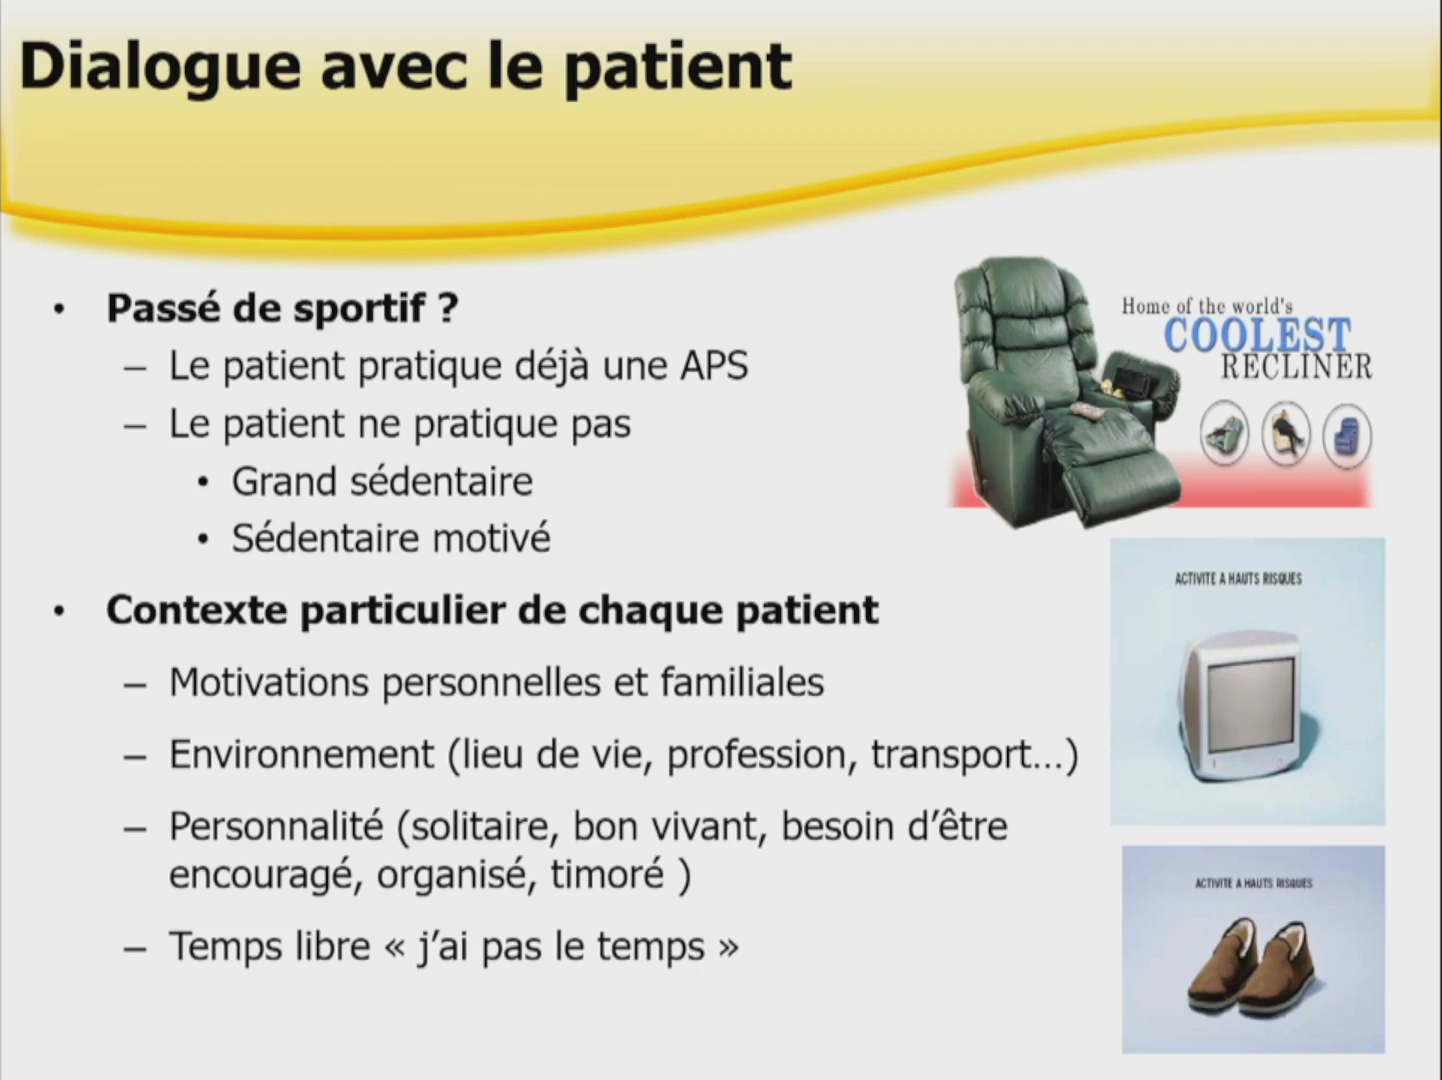 Dialogue avec le patient
• Passé de sportif ?
– Le patient pratique déjà une APS
– Le patient ne pratique pas
• Grand sédentaire
• Sédentaire motivé
• Contexte particulier de chaque patient
– Motivations personnelles et familiales
– Environnement (lieu de vie, profession, transport…)
– Personnalité (solitaire, bon vivant, besoin d’être
encouragé, organisé, timoré )
– Temps libre « j’ai pas le temps »
Home of the world's
COOLEST
RECLINER
ACTIVITE A HAUTS RISQUES
ACTIVITE A HAUTS RISQUES